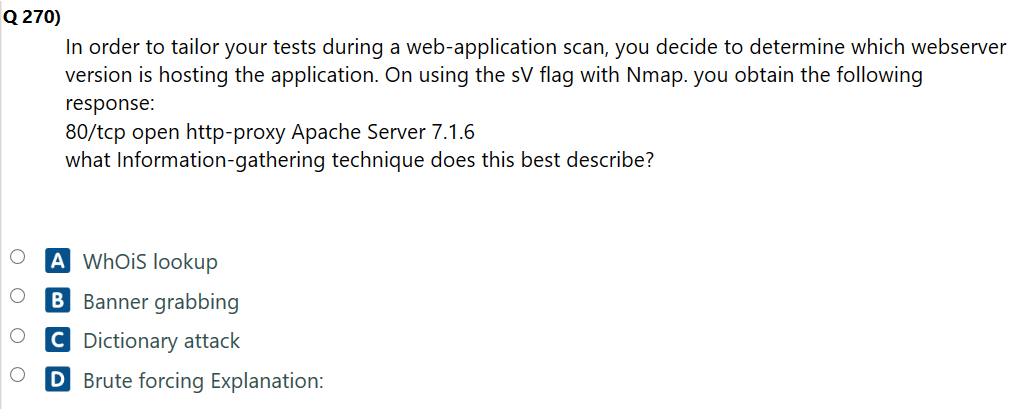 Q 270)
In order to tailor your tests during a web-application scan, you decide to determine which webserver
version is hosting the application. On using the sV flag with Nmap. you obtain the following
response:
80/tcp open http-proxy Apache Server 7.1.6
what Information-gathering technique does this best describe?
A WhOiS lookup
B Banner grabbing
C Dictionary attack
D Brute forcing Explanation: